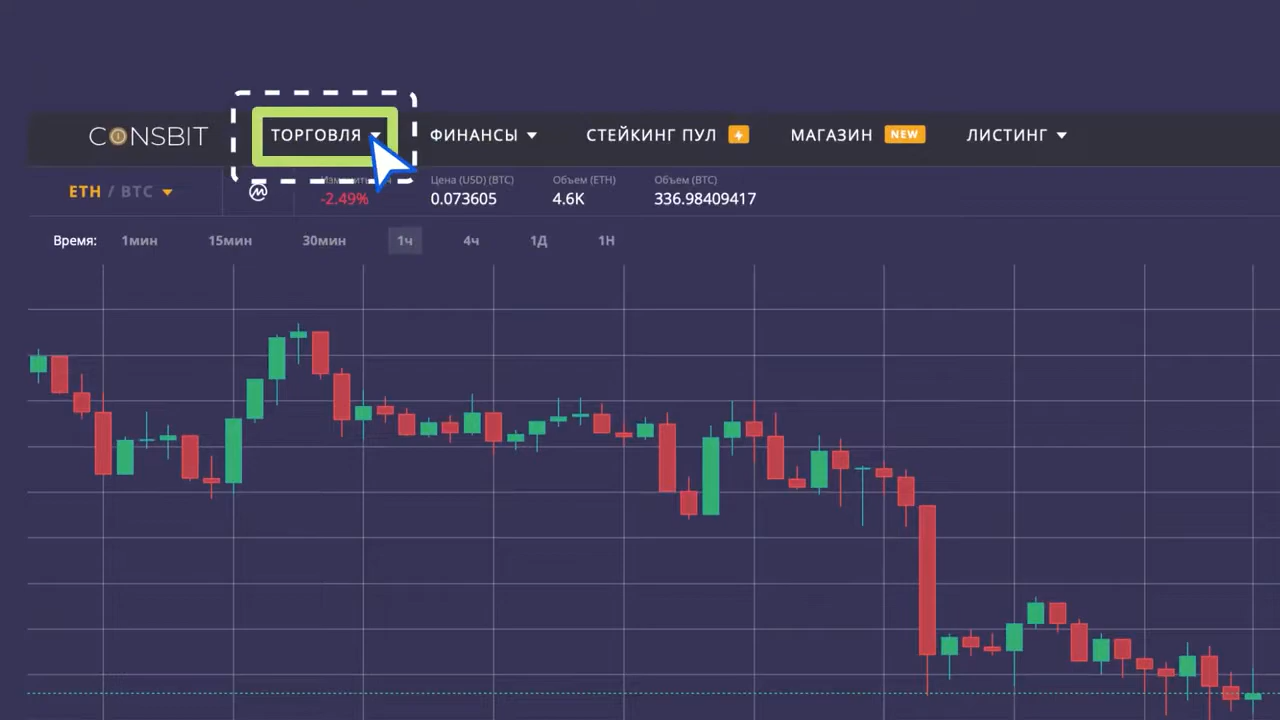 CONSBIT ТОРГОВЛЯ ФИНАНСЫ СТЕЙКИНГ ПУЛ МАГАЗИН NEW ЛИСТИНГ
Цена (USD) (BTC) Объем (ETH) Объем (BTC)
ETH / BTC -2.49% 0.073605 4.6K 336.98409417
Время: 1мин 15мин 30мин 1ч 4ч 1Д 1Н